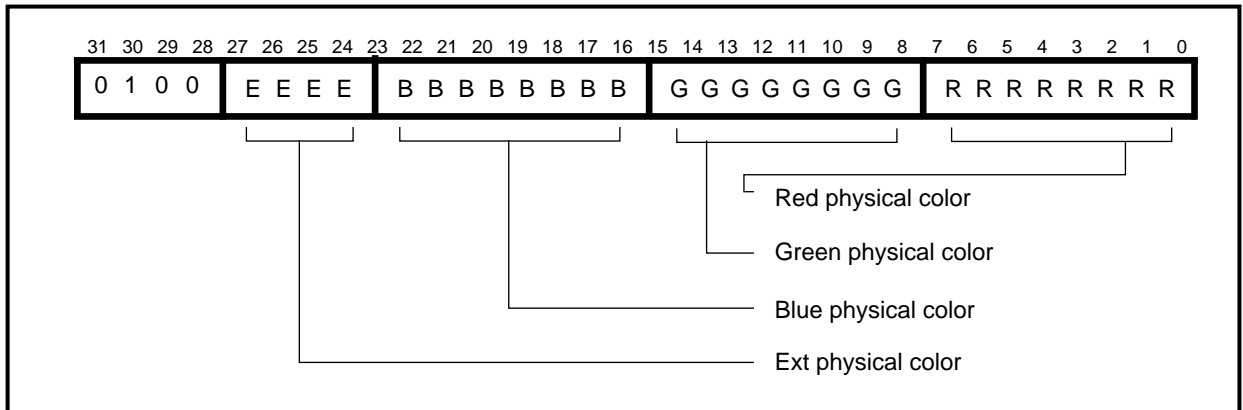 31 30 29 28 27 26 25 24 23 22 21 20 19 18 17 16 15 14 13 12 11 10 9 8 7 6 5 4 3 2 1 0
0 1 0 0 E E E E B B B B B B B B G G G G G G G G R R R R R R R R
Red physical color
Green physical color
Blue physical color
Ext physical color